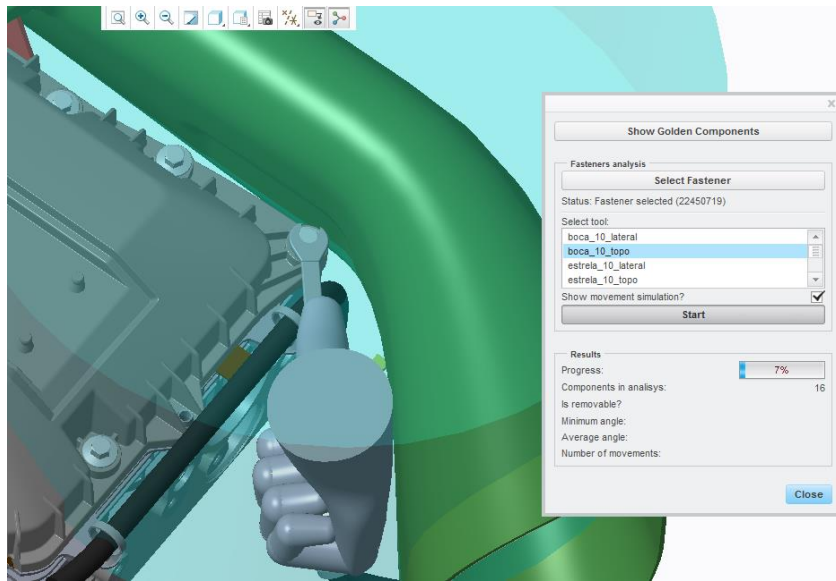 Show Golden Components
Fasteners analysis
Select Fastener
Status: Fastener selected (22450719)
Select tool:
boca_10_lateral
boca_10_topo
estrela_10_lateral
estrela_10_topo
Show movement simulation?
Start
Results
Progress: 7%
Components in analisys: 16
Is removable?
Minimum angle:
Average angle:
Number of movements:
Close